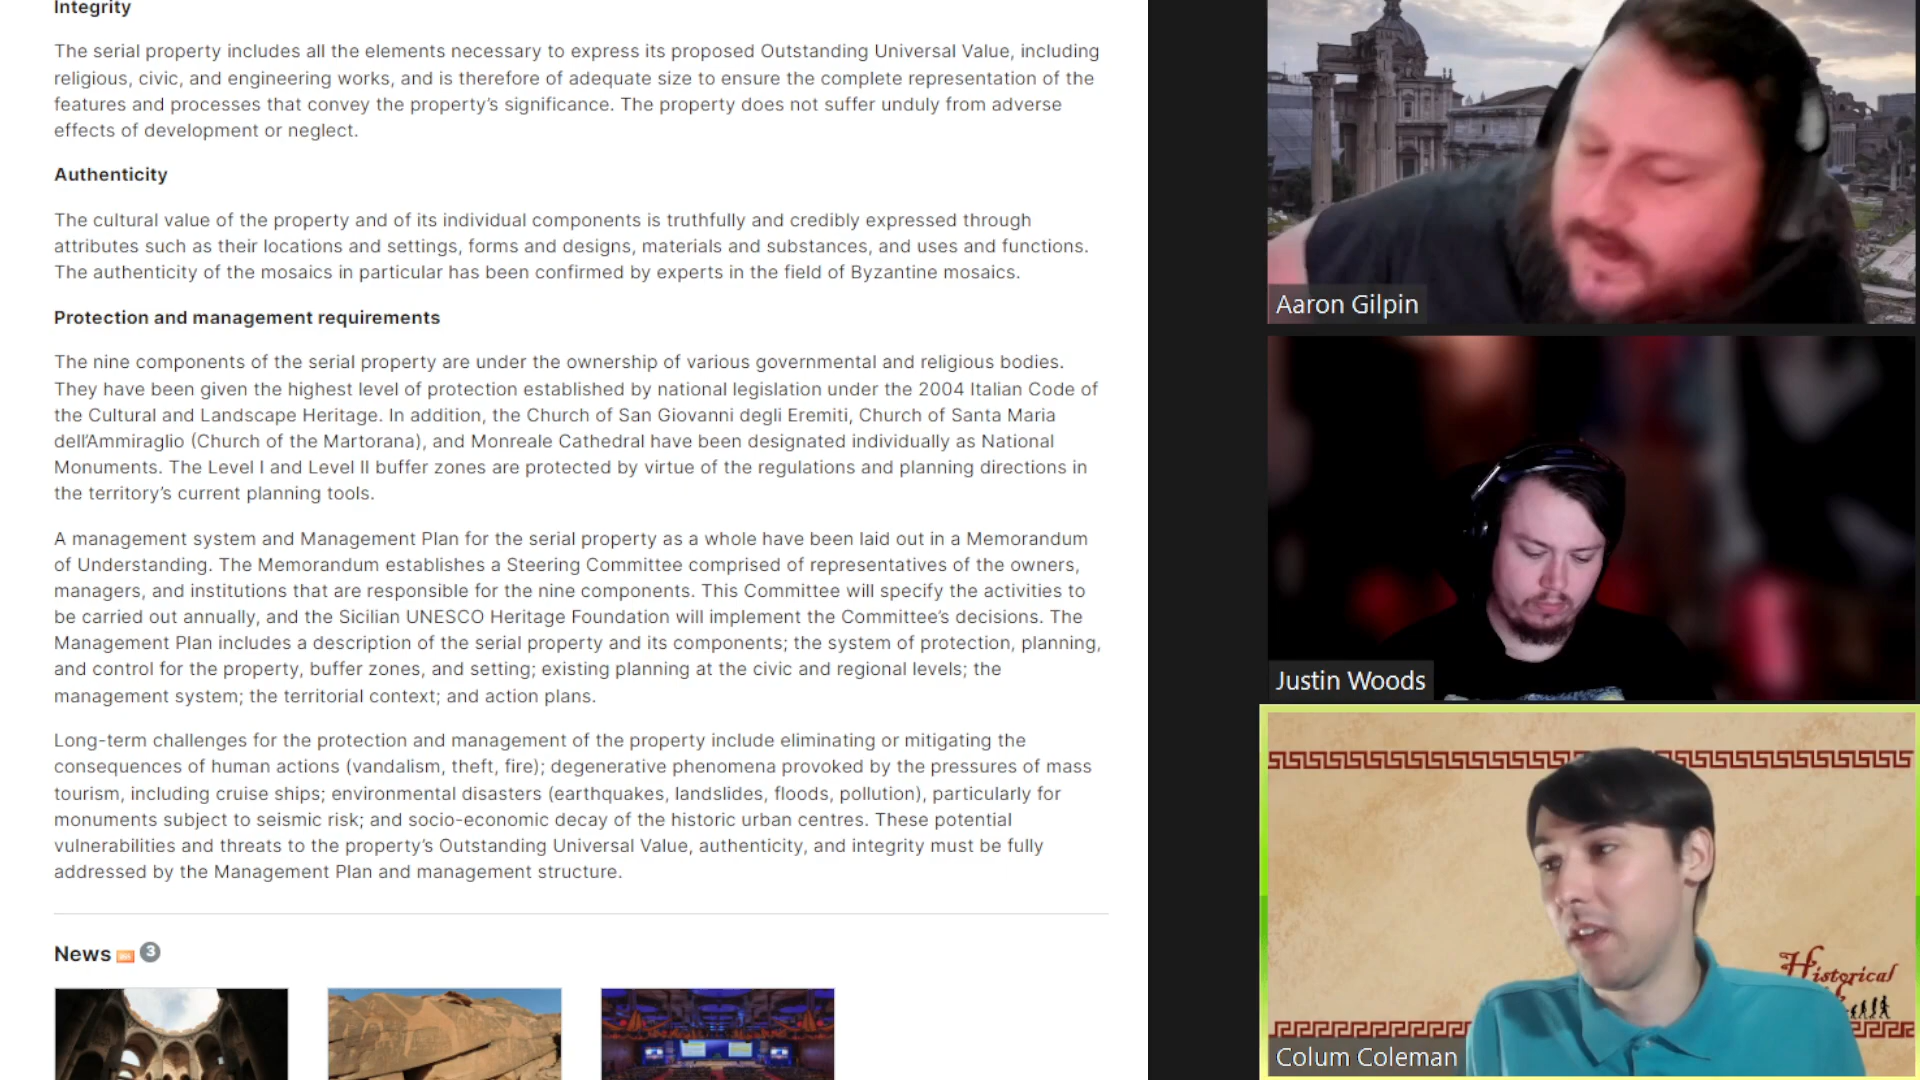 Integrity
The serial property includes all the elements necessary to express its proposed Outstanding Universal Value, including
religious, civic, and engineering works, and is therefore of adequate size to ensure the complete representation of the
features and processes that convey the property's significance. The property does not suffer unduly from adverse
effects of development or neglect.
Authenticity
The cultural value of the property and of its individual components is truthfully and credibly expressed through
attributes such as their locations and settings, forms and designs, materials and substances, and uses and functions.
The authenticity of the mosaics in particular has been confirmed by experts in the field of Byzantine mosaics.
Protection and management requirements
The nine components of the serial property are under the ownership of various governmental and religious bodies.
They have been given the highest level of protection established by national legislation under the 2004 Italian Code of
the Cultural and Landscape Heritage. In addition, the Church of San Giovanni degli Eremiti, Church of Santa Maria
dell'Ammiraglio (Church of the Martorana), and Monreale Cathedral have been designated individually as National
Monuments. The Level I and Level II buffer zones are protected by virtue of the regulations and planning directions in
the territory's current planning tools.
A management system and Management Plan for the serial property as a whole have been laid out in a Memorandum
of Understanding. The Memorandum establishes a Steering Committee comprised of representatives of the owners,
managers, and institutions that are responsible for the nine components. This Committee will specify the activities to
be carried out annually, and the Sicilian UNESCO Heritage Foundation will implement the Committee's decisions. The
Management Plan includes a description of the serial property and its components; the system of protection, planning,
and control for the property, buffer zones, and setting; existing planning at the civic and regional levels; the
management system; the territorial context; and action plans.
Long-term challenges for the protection and management of the property include eliminating or mitigating the
consequences of human actions (vandalism, theft, fire); degenerative phenomena provoked by the pressures of mass
tourism, including cruise ships; environmental disasters (earthquakes, landslides, floods, pollution), particularly for
monuments subject to seismic risk; and socio-economic decay of the historic urban centres. These potential
vulnerabilities and threats to the property's Outstanding Universal Value, authenticity, and integrity must be fully
addressed by the Management Plan and management structure.
News 3
Aaron Gilpin
Justin Woods
Historical
Colum Coleman